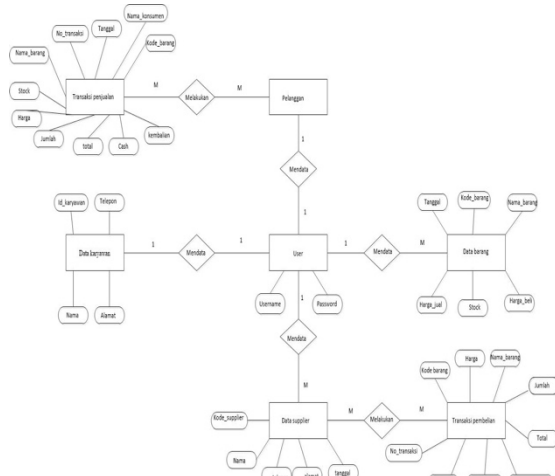 Nama_konsumen
Tanggal
No_transaksi
Kode_barang
Nama_barang
Stock
Transaksi penjualan
M
Melakukan
M
Pelanggan
Harga
Jumlah
total
Cash
kembalian
1
Mendata
1
Id_karyawan
Telepon
Tanggal
Kode_barang
Nama_barang
1
Mendata
1
User
1
Mendata
M
Data barang
Nama
Alamat
Username
Password
Harga_jual
Stock
Harga_beli
1
Mendata
M
Harga
Nama_barang
Kode barang
Jumlah
Kode_supplier
Data supplier
M
Melakukan
M
Transaksi pembelian
Total
No_transaksi
Nama
alamat
tanggal